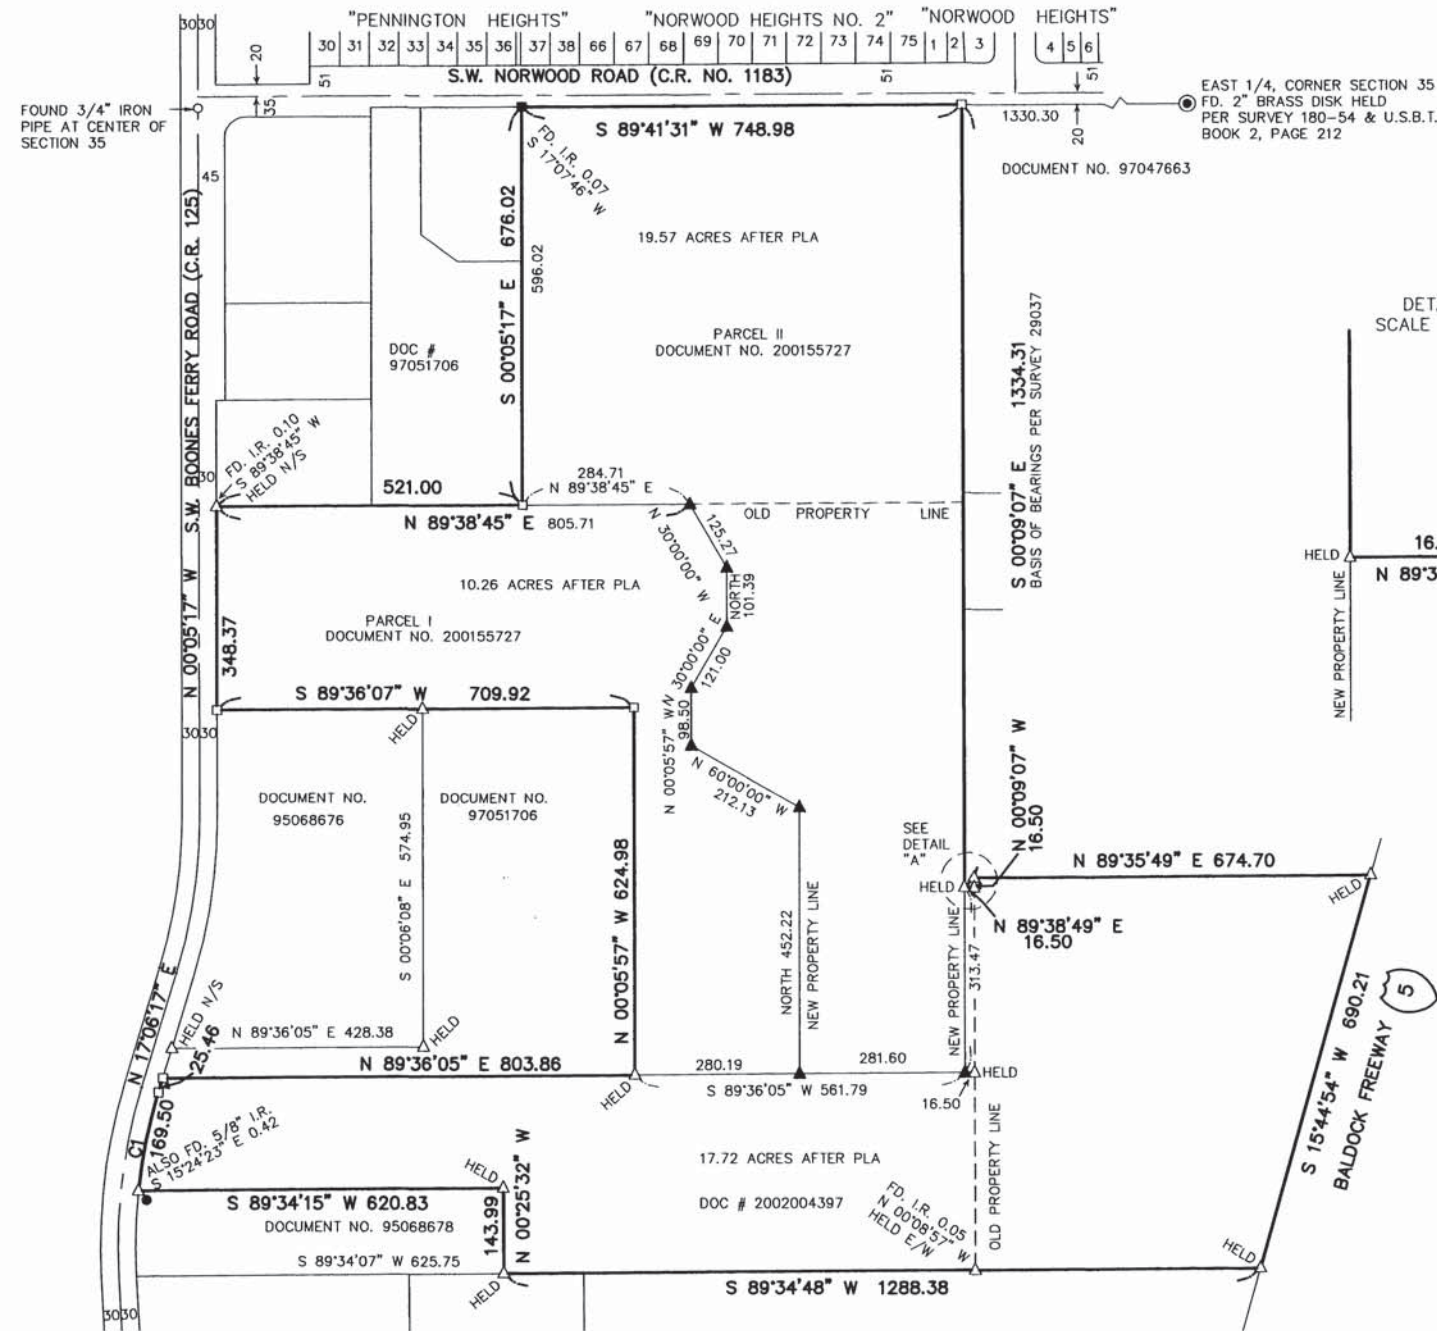 "PENNINGTON HEIGHTS"
"NORWOOD HEIGHTS NO. 2"
"NORWOOD HEIGHTS"
30 30
20
30 31 32 33 34 35 36 37 38 66 67 68 69 70 71 72 73 74 75 1 2 3 4 5 6
51
S.W. NORWOOD ROAD (C.R. NO. 1183)
51
51
FOUND 3/4" IRON
PIPE AT CENTER OF
SECTION 35
35
S 89°41'31" W 748.98
1330.30
20
EAST 1/4, CORNER SECTION 35
FD. 2" BRASS DISK HELD
PER SURVEY 180-54 & U.S.B.T.
BOOK 2, PAGE 212
FD. I.R. 0.07
S 17°07'46" W
DOCUMENT NO. 97047663
45
S.W. BOONES FERRY ROAD (C.R. 125)
N 00°05'17" W
S 00°05'17" E 676.02
596.02
19.57 ACRES AFTER PLA
PARCEL II
DOCUMENT NO. 200155727
DOC #
97051706
S 00°09'07" E 1334.31
BASIS OF BEARINGS PER SURVEY 29037
DET
SCALE
FD. I.R. 0.10
S 89°38'45" W
HELD N/S
30
521.00
N 89°38'45" E 805.71
284.71
N 89°38'45" E
OLD PROPERTY LINE
125.27
N 30°00'00" W
NORTH
101.39
N 30°00'00" E
121.00
98.50
N 00°05'57" W
N 60°00'00" W
212.13
HELD
16.
N 89°3
NEW PROPERTY LINE
10.26 ACRES AFTER PLA
PARCEL I
DOCUMENT NO. 200155727
348.37
S 89°36'07" W 709.92
HELD
30 30
DOCUMENT NO.
95068676
DOCUMENT NO.
97051706
S 00°06'08" E 574.95
N 00°05'57" W 624.98
NORTH 452.22
NEW PROPERTY LINE
SEE
DETAIL
"A"
N 00°09'07" W
16.50
HELD
N 89°35'49" E 674.70
HELD
N 89°38'49" E
16.50
NEW PROPERTY LINE
313.47
N 17°06'17" E
HELD N/S
25.46
N 89°36'05" E 428.38
HELD
N 89°36'05" E 803.86
HELD
280.19
281.60
S 89°36'05" W 561.79
16.50
HELD
S 15°44'54" W 690.21
BALDOCK FREEWAY
5
C1
169.50
ALSO FD. 5/8" I.R.
S 15°24'23" E 0.42
HELD
S 89°34'15" W 620.83
DOCUMENT NO. 95068678
143.99
N 00°25'32" W
17.72 ACRES AFTER PLA
DOC # 2002004397
FD. I.R. 0.05
N 00°08'57" W
HELD E/W
OLD PROPERTY LINE
S 89°34'07" W 625.75
HELD
S 89°34'48" W 1288.38
HELD
30 30